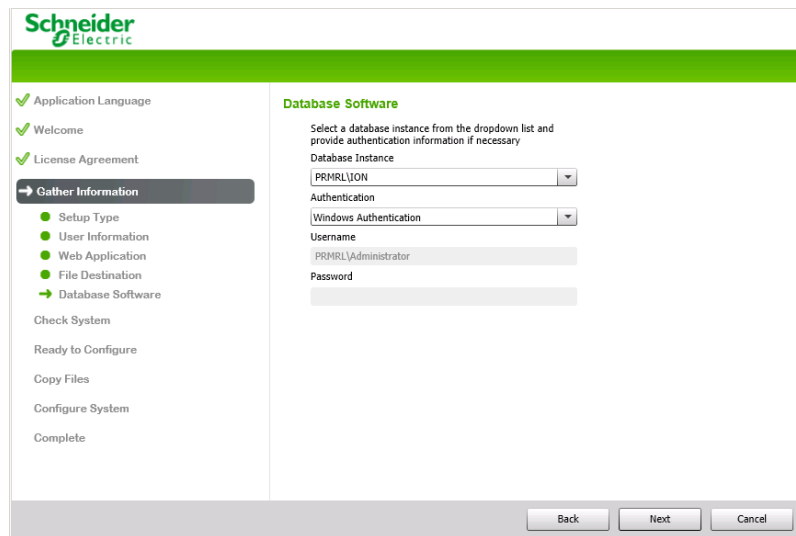 Schneider
Electric
Application Language
Welcome
License Agreement
Gather Information
Setup Type
User Information
Web Application
File Destination
Database Software
Check System
Ready to Configure
Copy Files
Configure System
Complete
Database Software
Select a database instance from the dropdown list and
provide authentication information if necessary
Database Instance
PRMRL\ION
Authentication
Windows Authentication
Username
PRMRL\Administrator
Password
Back
Next
Cancel